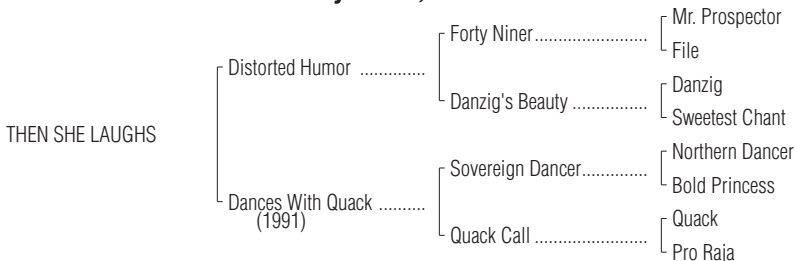 Mr. Prospector
Forty Niner.......................
File
Distorted Humor ..............
Danzig
Danzig's Beauty ................
Sweetest Chant
THEN SHE LAUGHS
Northern Dancer
Sovereign Dancer..............
Bold Princess
Dances With Quack ..........
(1991)
Quack
Quack Call .......................
Pro Raja